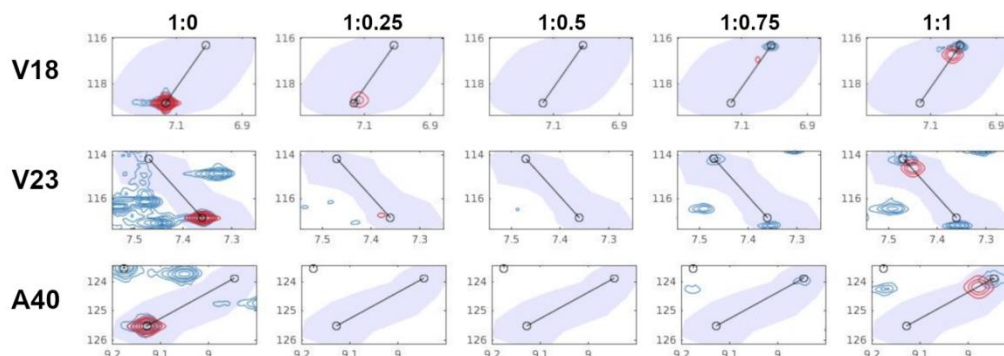 1:0 1:0.25 1:0.5 1:0.75 1:1
V18
116 116 116 116 116
118 118 118 118 118
7.1 6.9 7.1 6.9 7.1 6.9 7.1 6.9 7.1 6.9
V23
114 114 114 114 114
116 116 116 116 116
7.5 7.4 7.3 7.5 7.4 7.3 7.5 7.4 7.3 7.5 7.4 7.3 7.5 7.4 7.3
A40
124 124 124 124 124
125 125 125 125 125
126 126 126 126 126
9.2 9.1 9 9.2 9.1 9 9.2 9.1 9 9.2 9.1 9 9.2 9.1 9